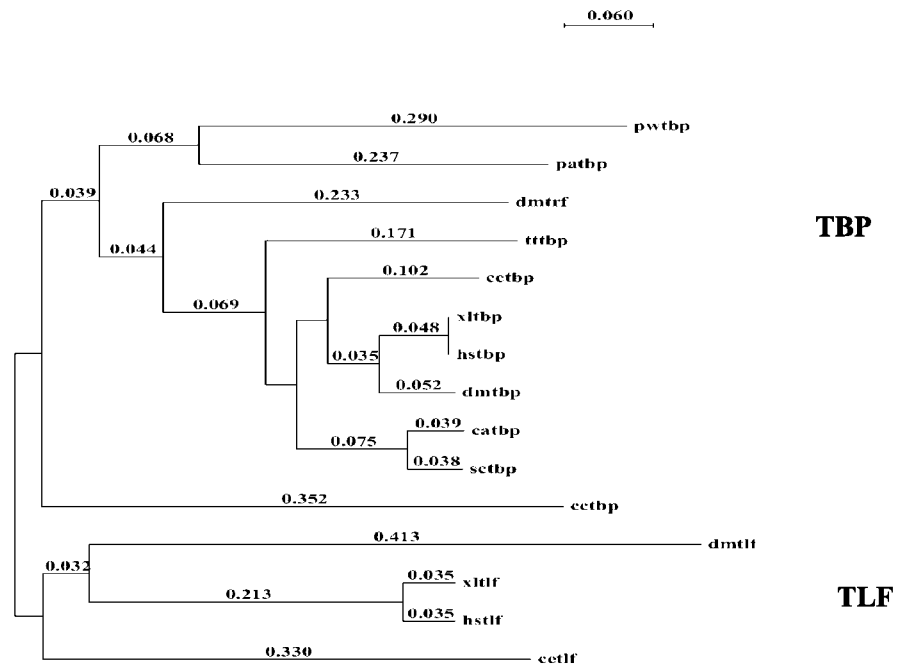 0.060
0.290
pwtbp
0.068
0.237
patbp
0.039
0.233
dmtrf
TBP
0.044
0.171
tttbp
0.102
cctbp
0.069
xltbp
0.048
0.035
hstbp
0.052
dmtbp
0.039
catbp
0.075
0.038
sctbp
0.352
cctbp
0.413
dmtlf
0.032
0.035
xltlf
0.213
TLF
0.035
hstlf
0.330
cetlf